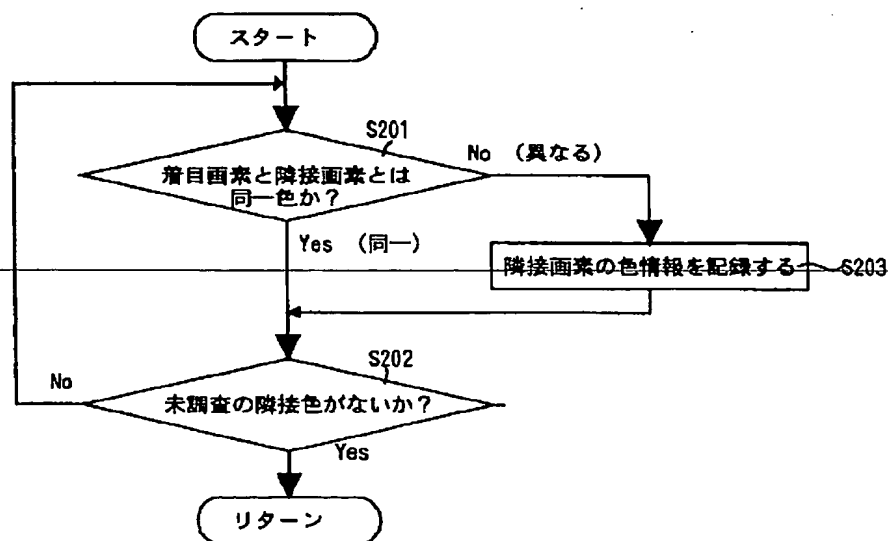 スタート
S201
No (異なる)
着目画素と隣接画素とは
同一色か?
Yes (同一)
隣接画素の色情報を記録する
S203
S202
No
未調査の隣接色がないか?
Yes
リターン